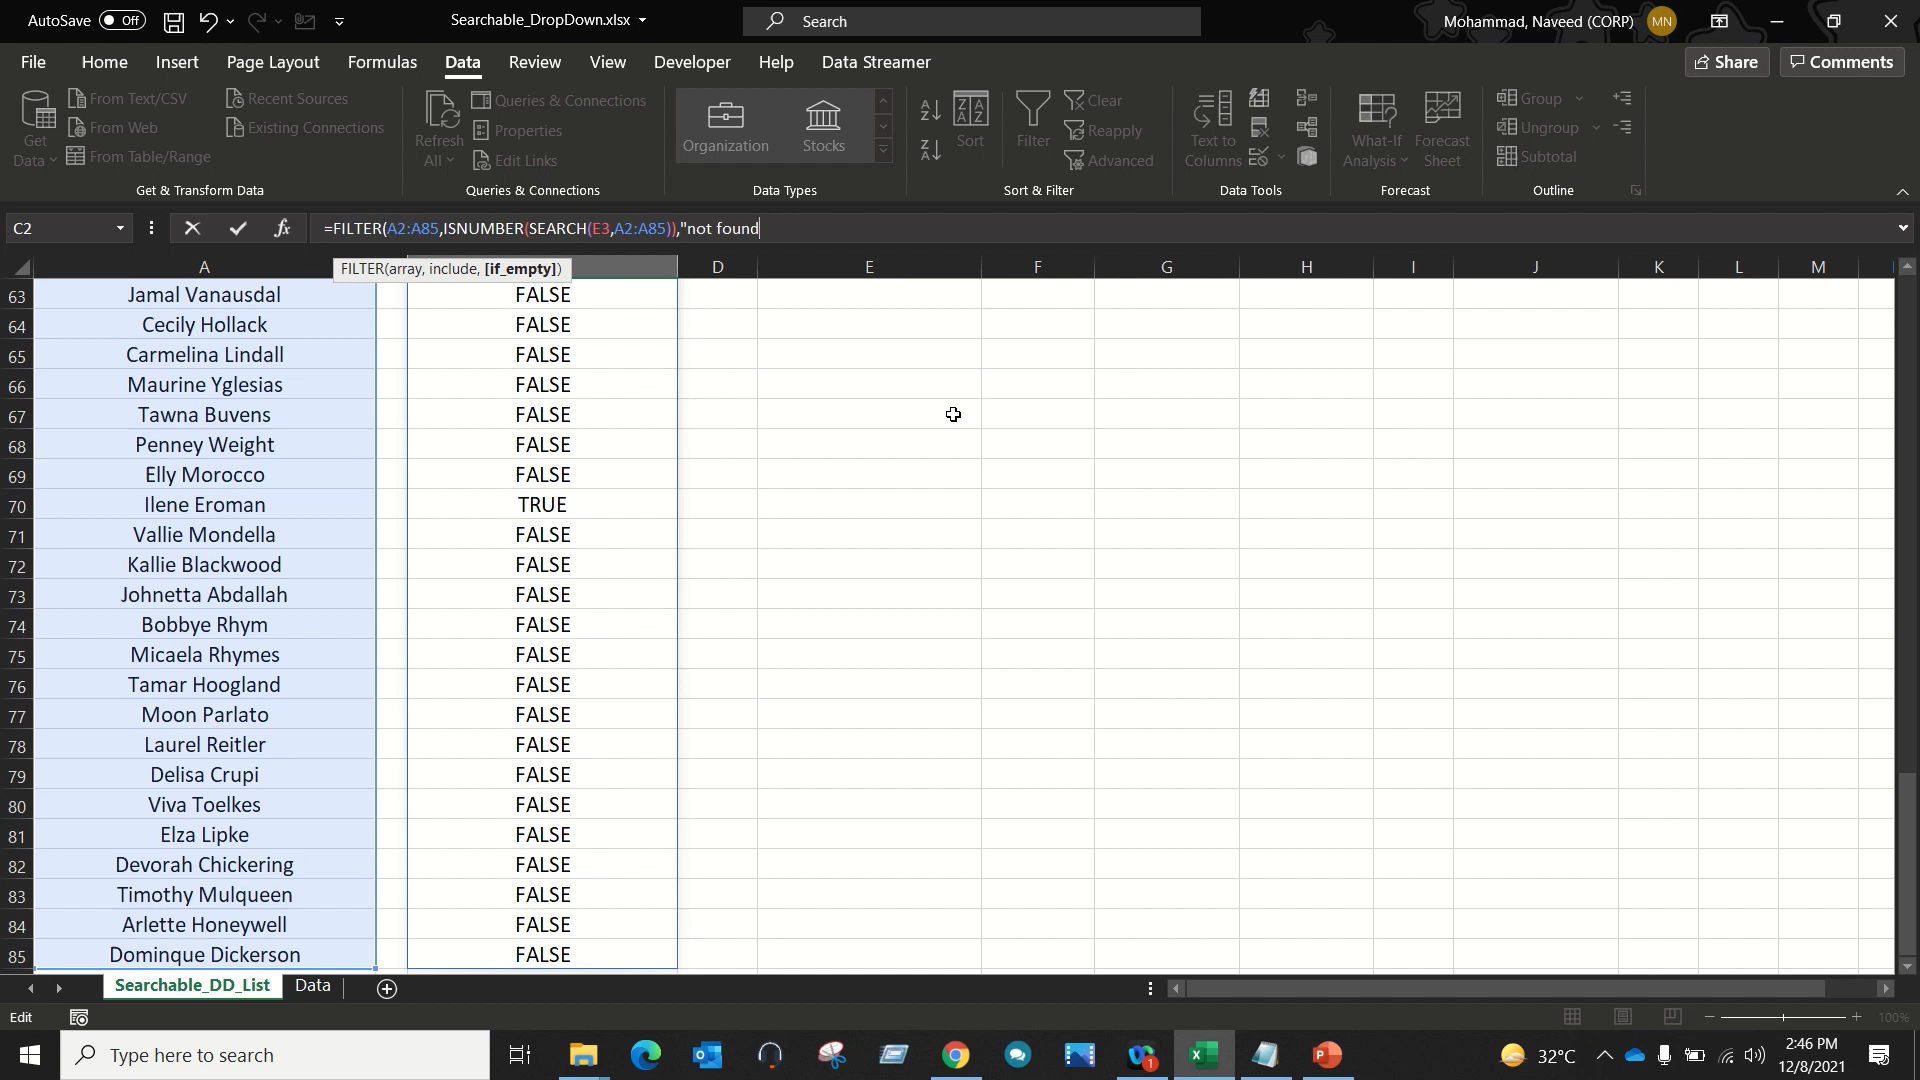 AutoSave Off Searchable_DropDown.xlsx Search Mohammad, Naveed (CORP) MN
File Home Insert Page Layout Formulas Data Review View Developer Help Data Streamer Share Comments
Get Data
From Text/CSV
From Web
From Table/Range
Recent Sources
Existing Connections
Get & Transform Data
Refresh All
Queries & Connections
Properties
Edit Links
Queries & Connections
Organization Stocks
Data Types
Sort
Filter
Clear
Reapply
Advanced
Sort & Filter
Text to Columns
Data Tools
What-If Analysis
Forecast Sheet
Forecast
Group
Ungroup
Subtotal
Outline
C2 fx =FILTER(A2:A85,ISNUMBER(SEARCH(E3,A2:A85)),"not found
FILTER(array, include, [if_empty])
A D E F G H I J K L M
63 Jamal Vanausdal FALSE
64 Cecily Hollack FALSE
65 Carmelina Lindall FALSE
66 Maurine Yglesias FALSE
67 Tawna Buvens FALSE
68 Penney Weight FALSE
69 Elly Morocco FALSE
70 Ilene Eroman TRUE
71 Vallie Mondella FALSE
72 Kallie Blackwood FALSE
73 Johnetta Abdallah FALSE
74 Bobbye Rhym FALSE
75 Micaela Rhymes FALSE
76 Tamar Hoogland FALSE
77 Moon Parlato FALSE
78 Laurel Reitler FALSE
79 Delisa Crupi FALSE
80 Viva Toelkes FALSE
81 Elza Lipke FALSE
82 Devorah Chickering FALSE
83 Timothy Mulqueen FALSE
84 Arlette Honeywell FALSE
85 Dominque Dickerson FALSE
Searchable_DD_List Data
Edit 100%
Type here to search 1 32°C 2:46 PM
12/8/2021